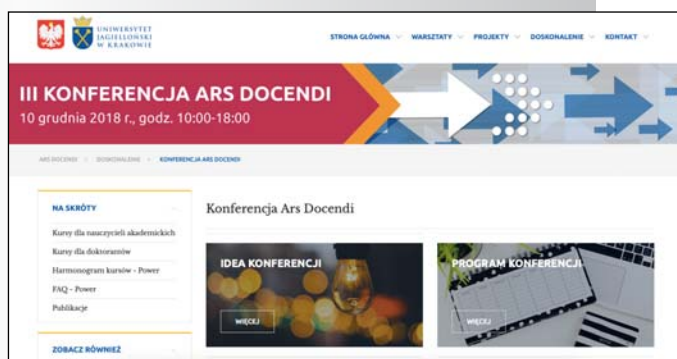 UNIWERSYTET
JAGIELLOŃSKI
W KRAKOWIE
STRONA GŁÓWNA
WARSZTATY
PROJEKTY
DOSKONALENIE
KONTAKT
III KONFERENCJA ARS DOCENDI
10 grudnia 2018 r., godz. 10:00-18:00
ARS DOCENDI
DOSKONALENIE
KONFERENCJA ARS DOCENDI
NA SKRÓTY
Kursy dla nauczycieli akademickich
Kursy dla doktorantów
Harmonogram kursów - Power
FAQ - Power
Publikacje
ZOBACZ RÓWNIEŻ
Konferencja Ars Docendi
IDEA KONFERENCJI
WIĘCEJ
PROGRAM KONFERENCJI
WIĘCEJ